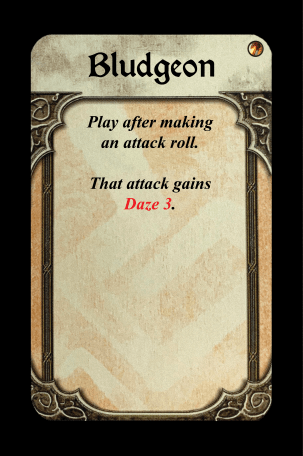 Bludgeon
Play after making
an attack roll.
That attack gains
Daze 3.